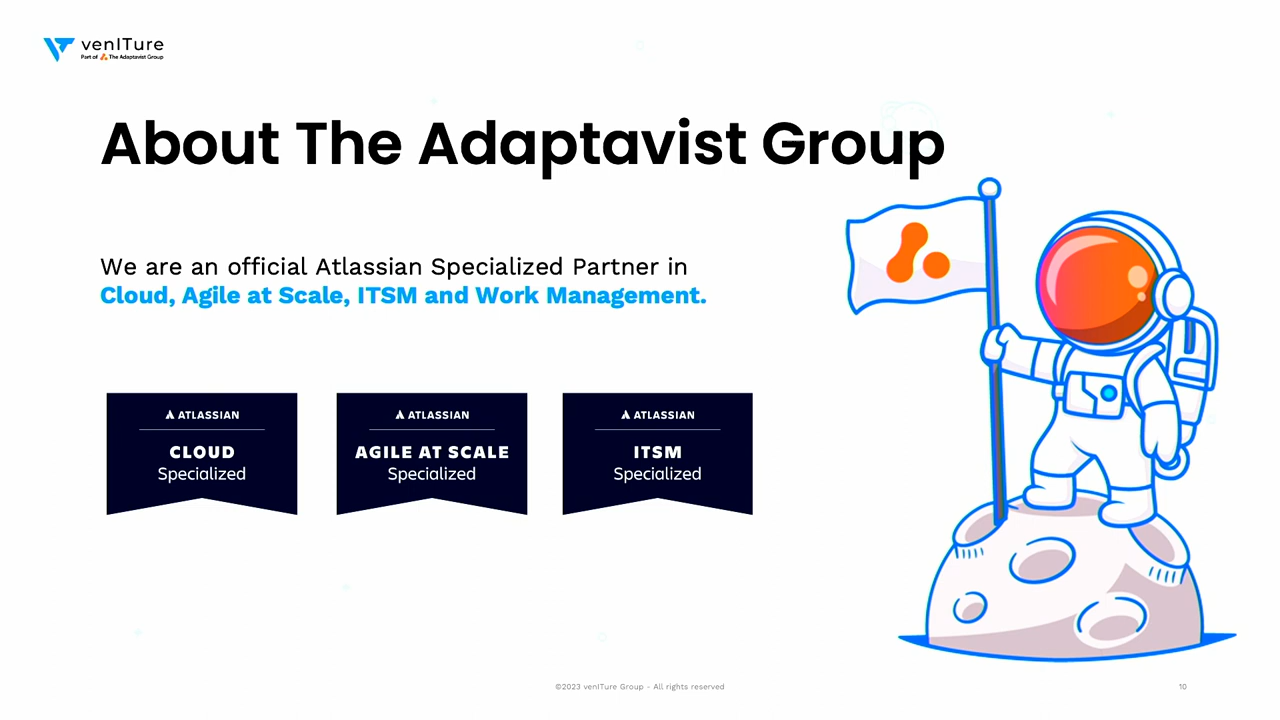 venITure
Part of The Adaptavist Group
About The Adaptavist Group
We are an official Atlassian Specialized Partner in
Cloud, Agile at Scale, ITSM and Work Management.
ATLASSIAN
CLOUD
Specialized
ATLASSIAN
AGILE AT SCALE
Specialized
ATLASSIAN
ITSM
Specialized
©2023 venITure Group - All rights reserved
10